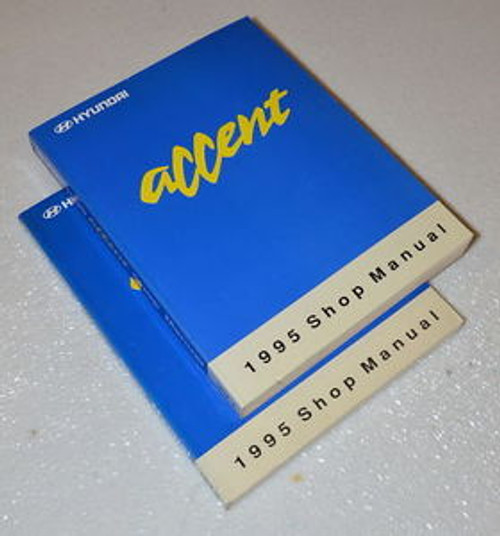 HYUNDAI
accent
1995 Shop Manual
H
1995 Shop Manual